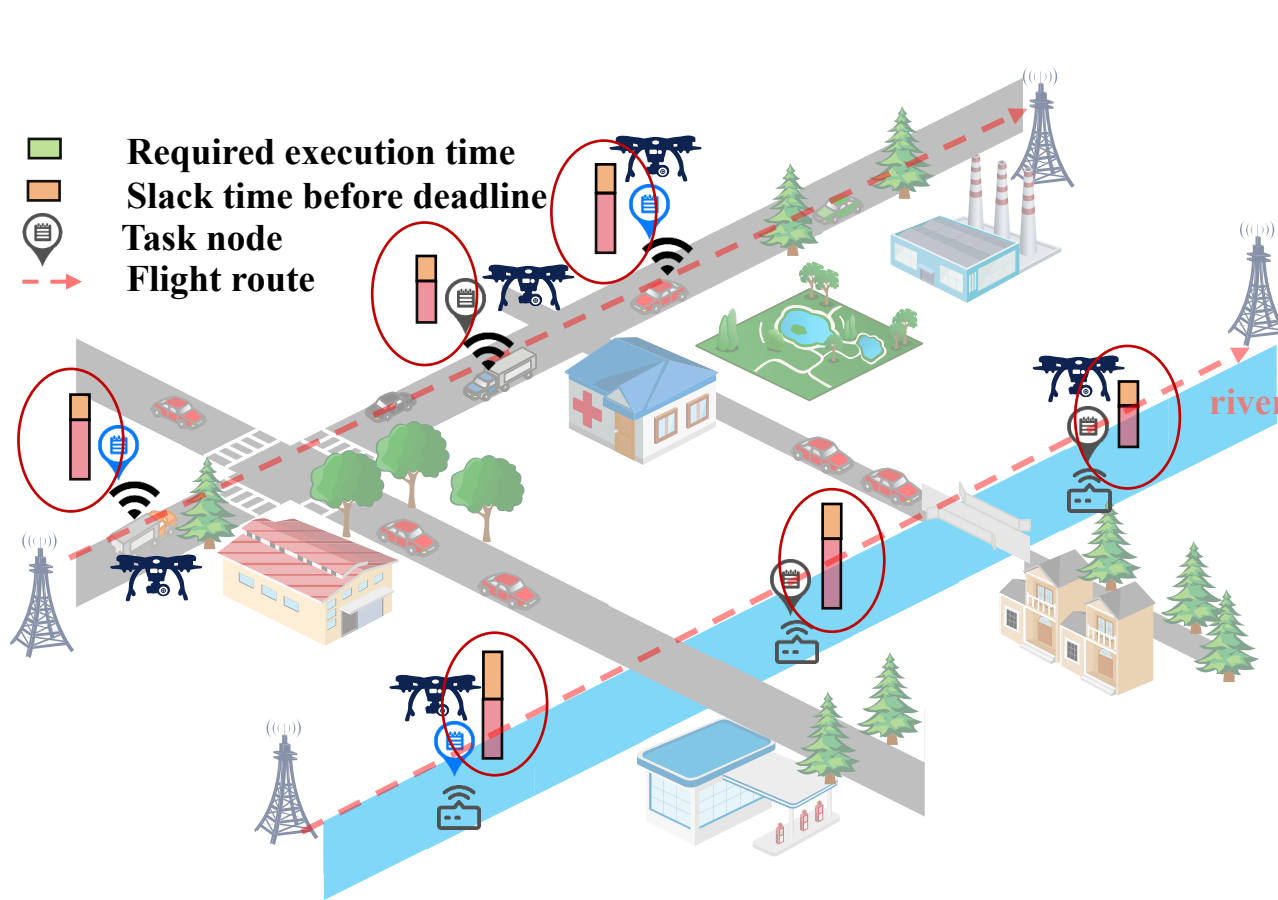 Required execution time
Slack time before deadline
Task node
Flight route
river